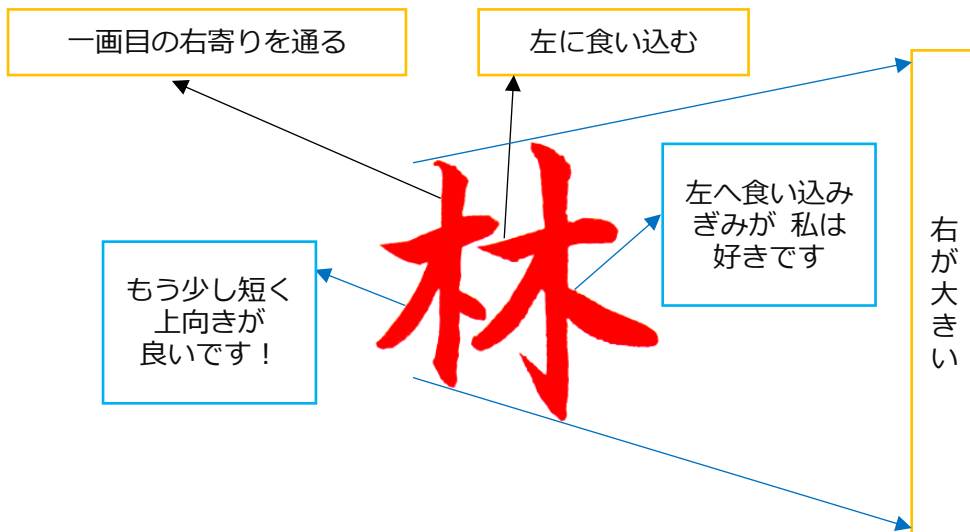 一画目の右寄りを通る
左に食い込む
左へ食い込み
ぎみが 私は
好きです
もう少し短く
上向きが
良いです！
林
右が大きい